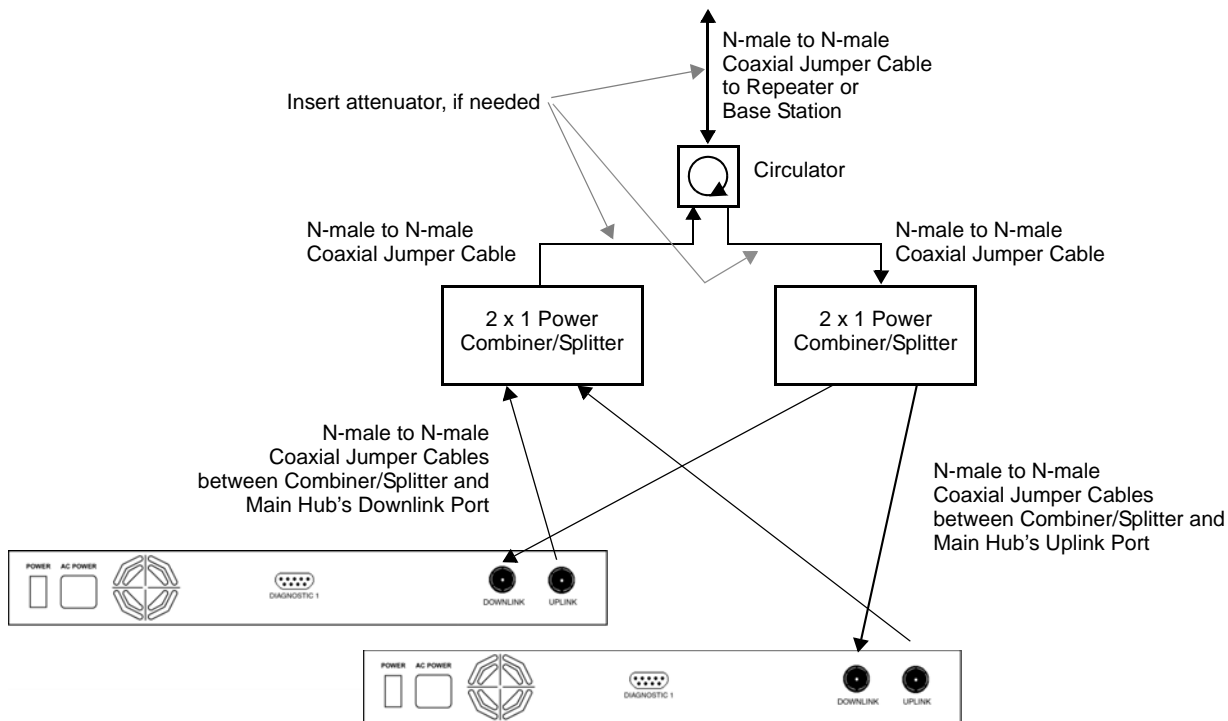 N-male to N-male
Coaxial Jumper Cable
to Repeater or
Base Station
Insert attenuator, if needed
Circulator
N-male to N-male
Coaxial Jumper Cable
N-male to N-male
Coaxial Jumper Cable
2 x 1 Power
Combiner/Splitter
2 x 1 Power
Combiner/Splitter
N-male to N-male
Coaxial Jumper Cables
between Combiner/Splitter and
Main Hub’s Downlink Port
N-male to N-male
Coaxial Jumper Cables
between Combiner/Splitter and
Main Hub’s Uplink Port
POWER
AC POWER
DIAGNOSTIC 1
DOWNLINK
UPLINK
POWER
AC POWER
DIAGNOSTIC 1
DOWNLINK
UPLINK